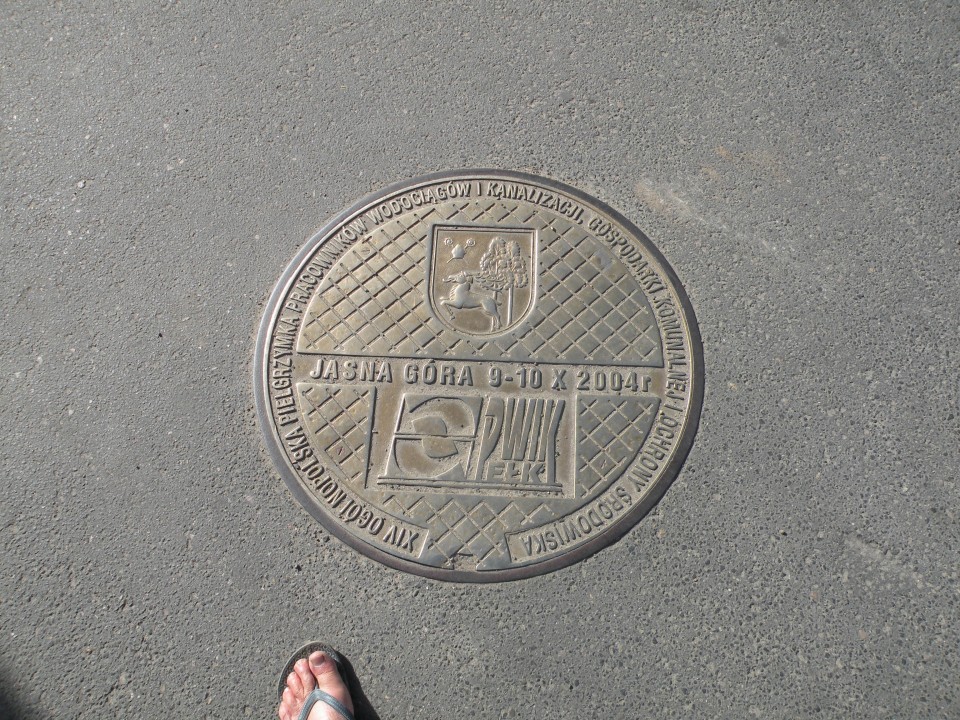 XIV OGÓLNOPOLSKA PIELGRZYMKA PRACOWNIKÓW WODOCIĄGÓW I KANALIZACJI, GOSPODARKI KOMUNALNEJ I OCHRONY ŚRODOWISKA
JASNA GÓRA 9-10 X 2004r
PWIK
EŁK